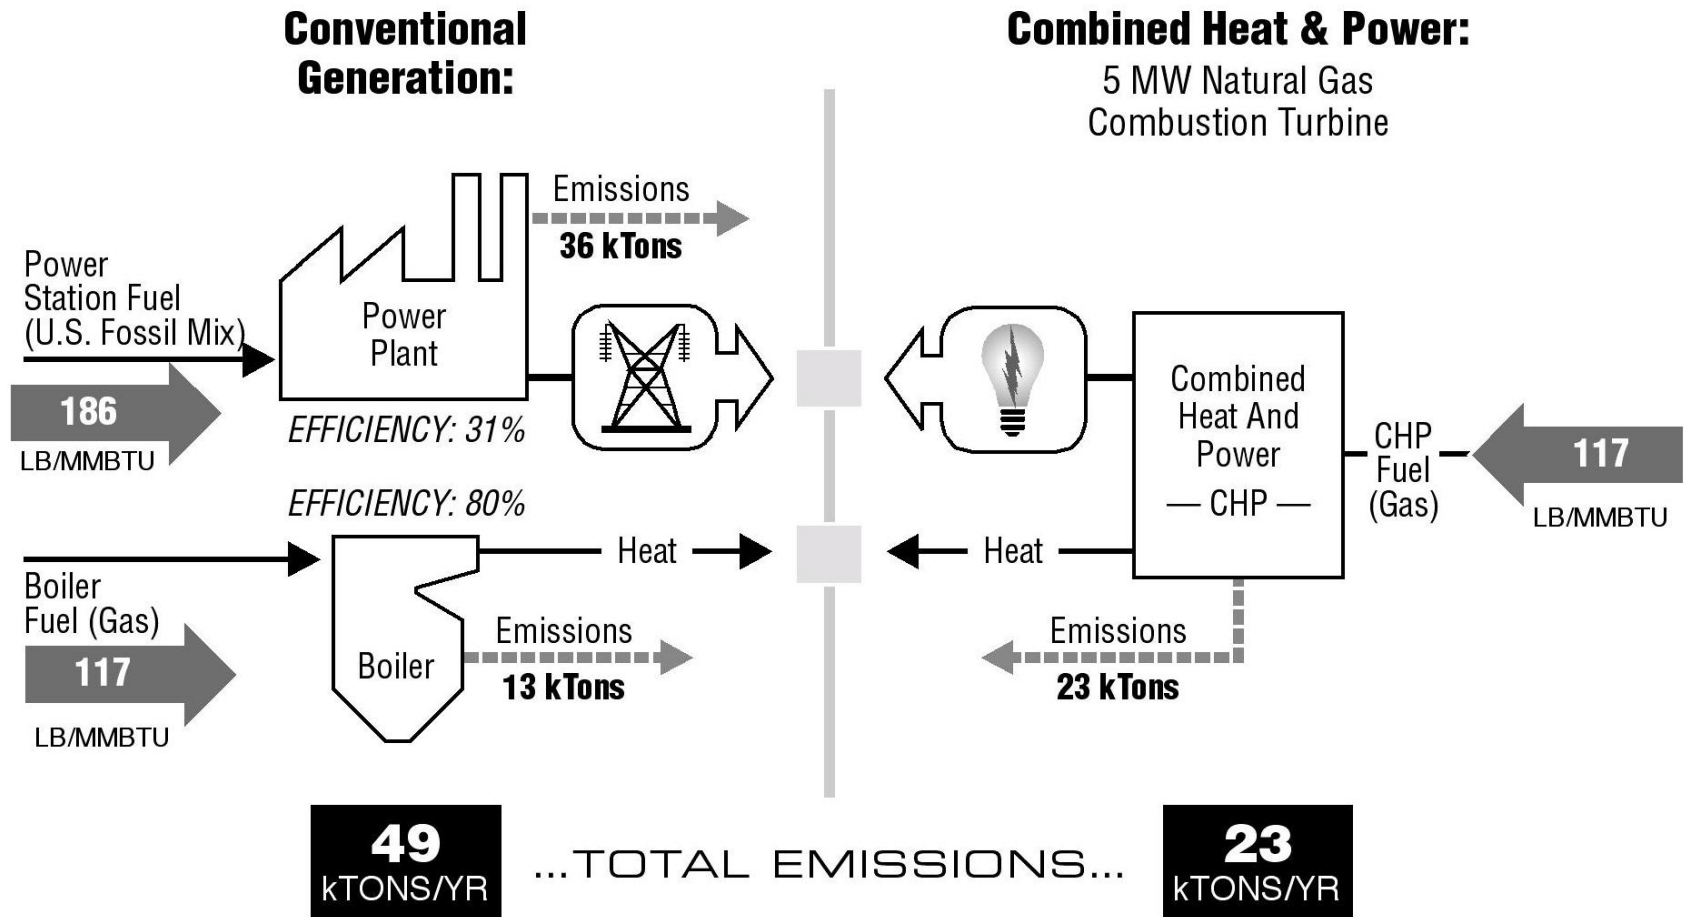 Conventional
Generation:
Combined Heat & Power:
5 MW Natural Gas
Combustion Turbine
Emissions
36 kTons
Power
Station Fuel
(U.S. Fossil Mix)
186
LB/MMBTU
Power
Plant
EFFICIENCY: 31%
EFFICIENCY: 80%
Boiler
Fuel (Gas)
117
LB/MMBTU
Boiler
Heat
Emissions
13 kTons
Combined
Heat And
Power
— CHP —
CHP
Fuel
(Gas)
117
LB/MMBTU
Heat
Emissions
23 kTons
49
kTONS/YR
...TOTAL EMISSIONS...
23
kTONS/YR